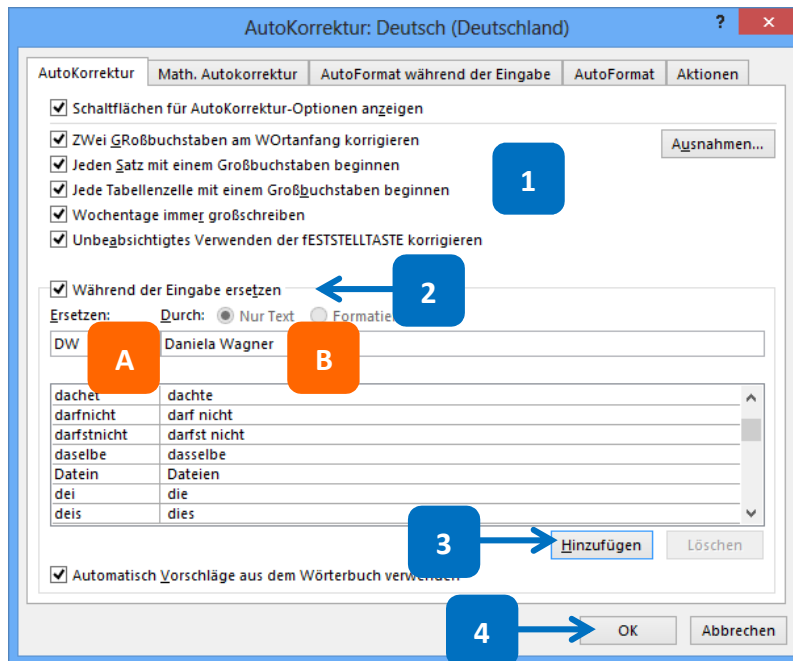 AutoKorrektur: Deutsch (Deutschland) ? ×
AutoKorrektur Math. Autokorrektur AutoFormat während der Eingabe AutoFormat Aktionen
Schaltflächen für AutoKorrektur-Optionen anzeigen
ZWei GRoßbuchstaben am WOrtanfang korrigieren Ausnahmen...
Jeden Satz mit einem Großbuchstaben beginnen
1
Jede Tabellenzelle mit einem Großbuchstaben beginnen
Wochentage immer großschreiben
Unbeabsichtigtes Verwenden der fESTSTELLTASTE korrigieren
Während der Eingabe ersetzen 2
Ersetzen: Durch: Nur Text
DW A Daniela Wagner B
dachet dachte
darfnicht darf nicht
darfstnicht darfst nicht
daselbe dasselbe
Datein Dateien
dei die
deis dies
3 Hinzufügen Löschen
Automatisch Vorschläge aus dem Wörterbuch verwenden
4 OK Abbrechen